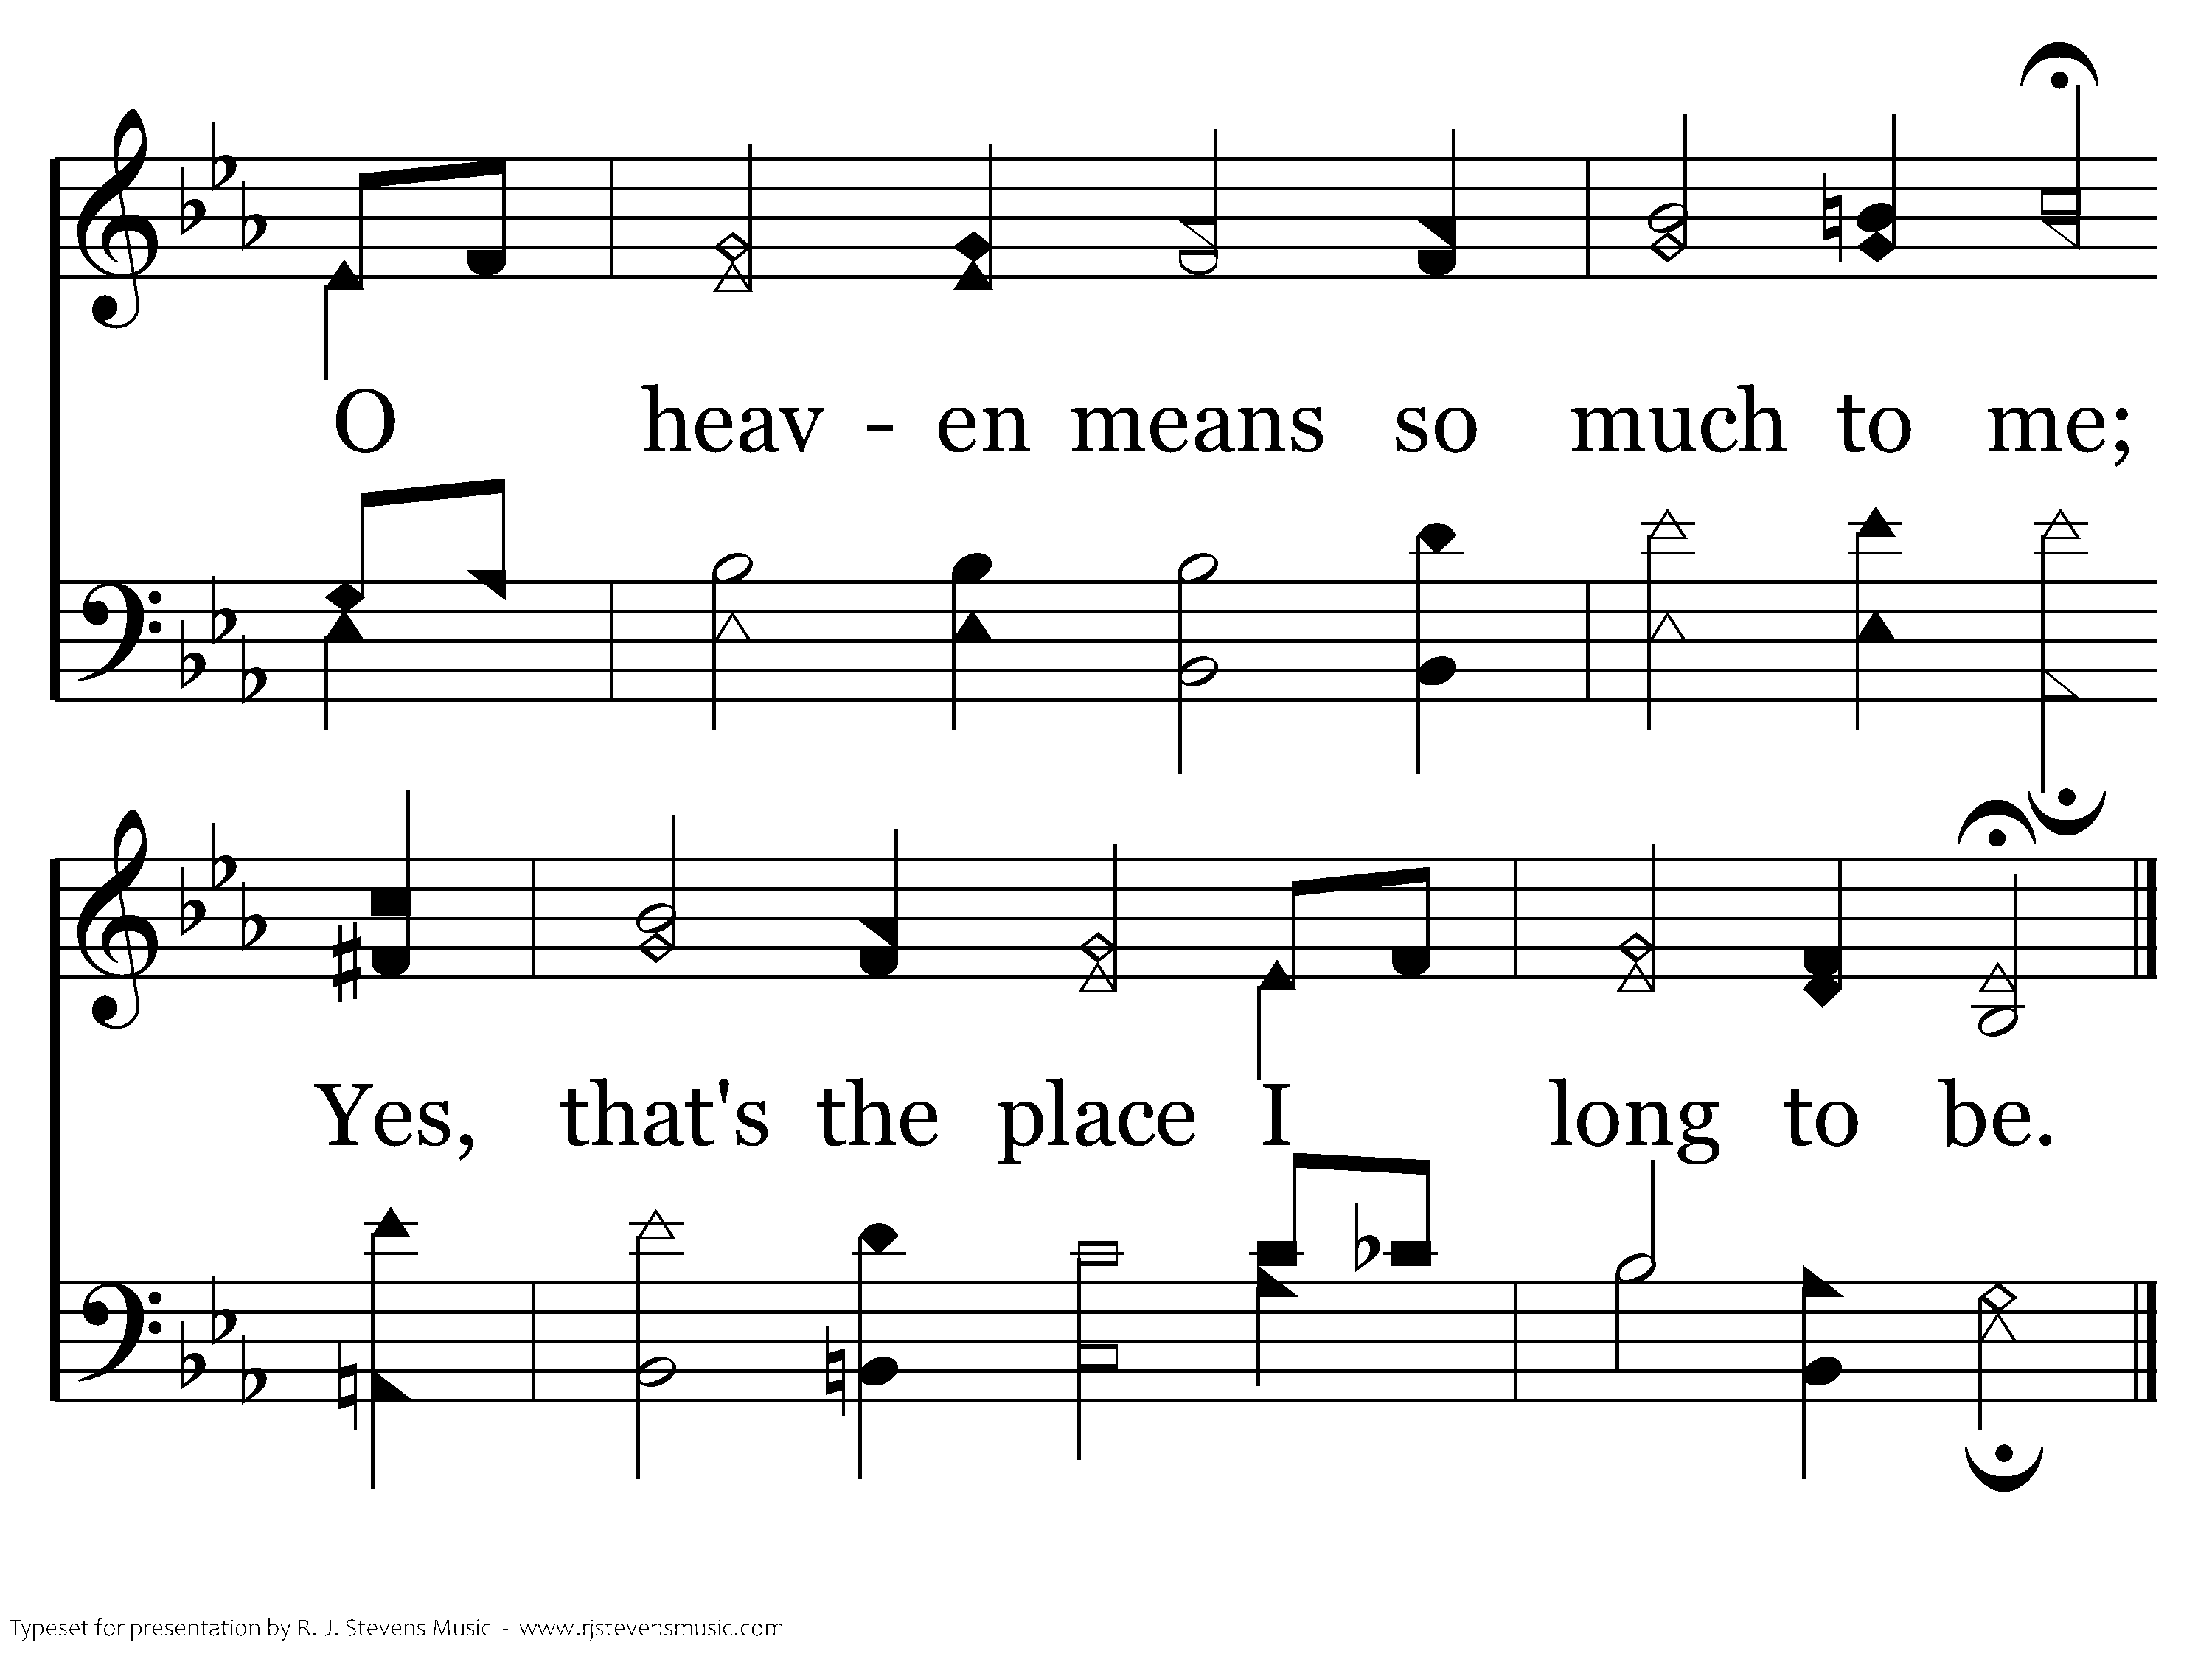 O heav - en means so much to me;
Yes, that's the place I long to be.
Typeset for presentation by R. J. Stevens Music - www.rjstevensmusic.com